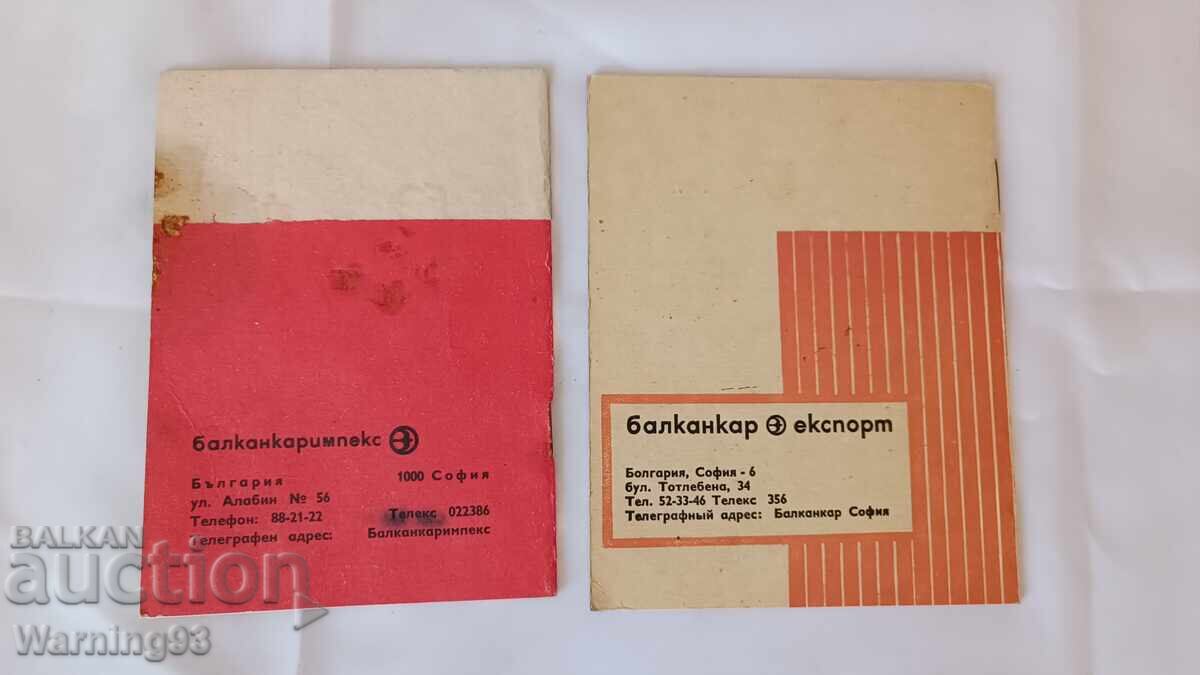 балканкаримпекс
България 1000 София
ул. Алабин № 56
Телефон: 88-21-22 Телекс 022386
Телеграфен адрес: Балканкаримпекс
балканкар експорт
Болгария, София - 6
бул. Тотлебена, 34
Тел. 52-33-46 Телекс 356
Телеграфный адрес: Балканкар София
BALKAN
auction
Warning93